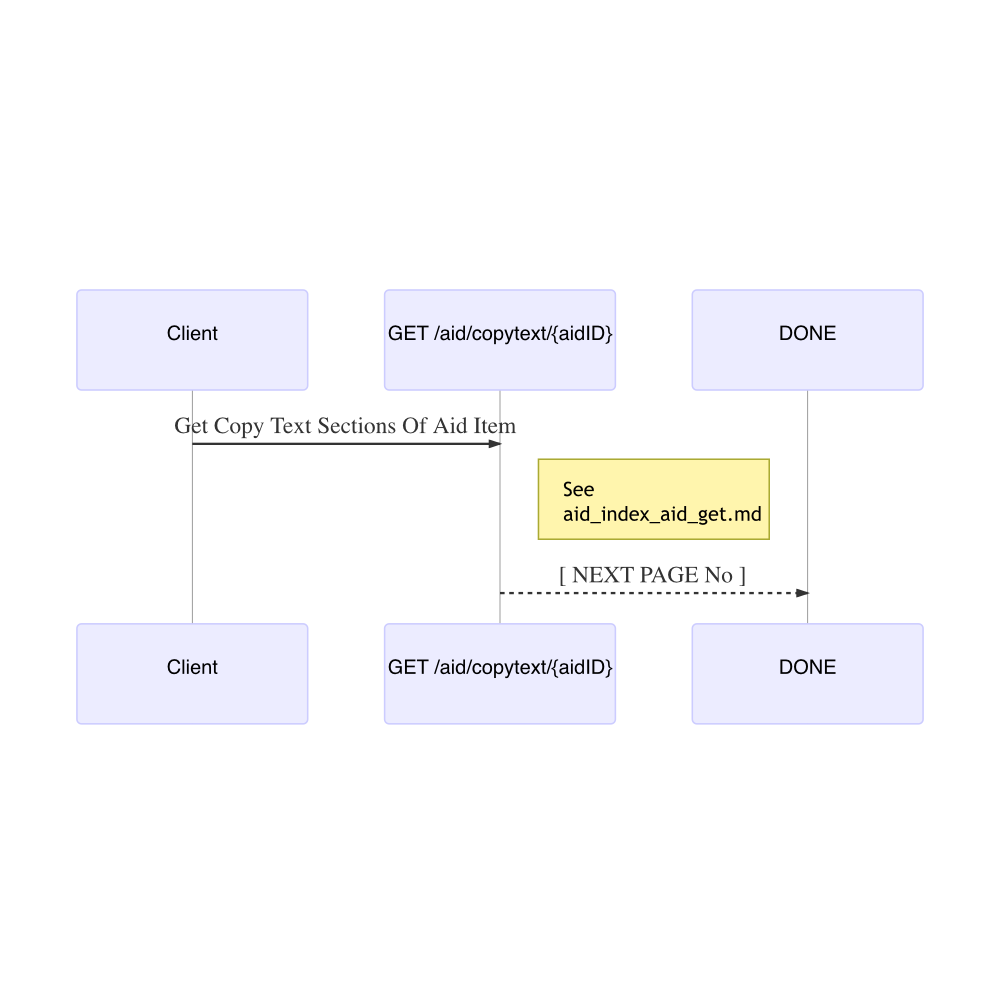 Client
GET /aid/copytext/{aidID}
DONE
Get Copy Text Sections Of Aid Item
See
aid_index_aid_get.md
[ NEXT PAGE No ]
Client
GET /aid/copytext/{aidID}
DONE